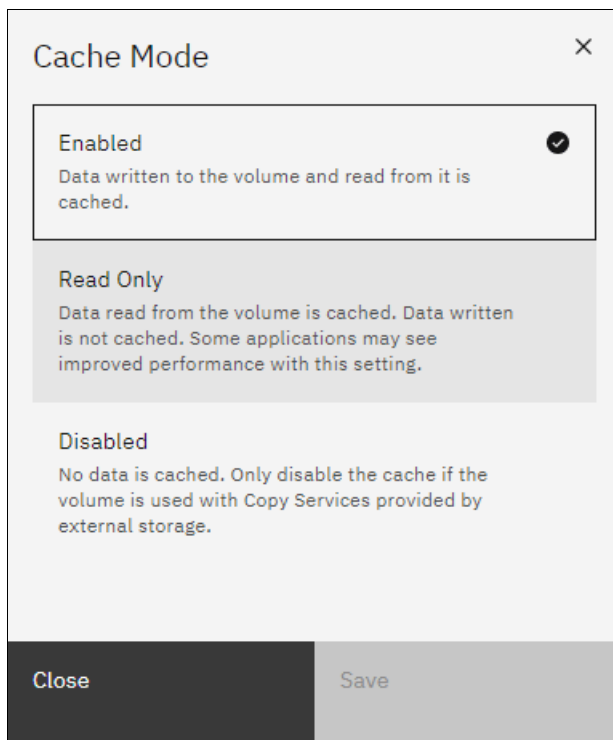 Cache Mode
Enabled
Data written to the volume and read from it is
cached.
Read Only
Data read from the volume is cached. Data written
is not cached. Some applications may see
improved performance with this setting.
Disabled
No data is cached. Only disable the cache if the
volume is used with Copy Services provided by
external storage.
Close
Save